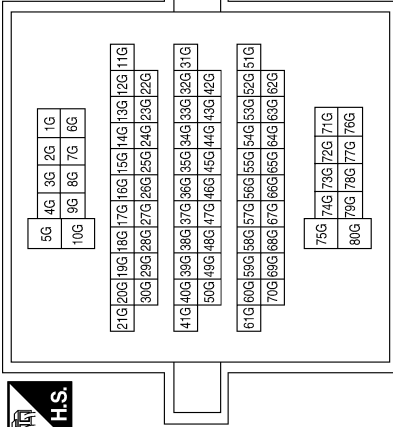 H.S.
5G 4G 3G 2G 1G
10G 9G 8G 7G 6G
21G 20G 19G 18G 17G 16G 15G 14G 13G 12G 11G
30G 29G 28G 27G 26G 25G 24G 23G 22G
41G 40G 39G 38G 37G 36G 35G 34G 33G 32G 31G
50G 49G 48G 47G 46G 45G 44G 43G 42G
61G 60G 59G 58G 57G 56G 55G 54G 53G 52G 51G
70G 69G 68G 67G 66G 65G 64G 63G 62G
75G 74G 73G 72G 71G
80G 79G 78G 77G 76G